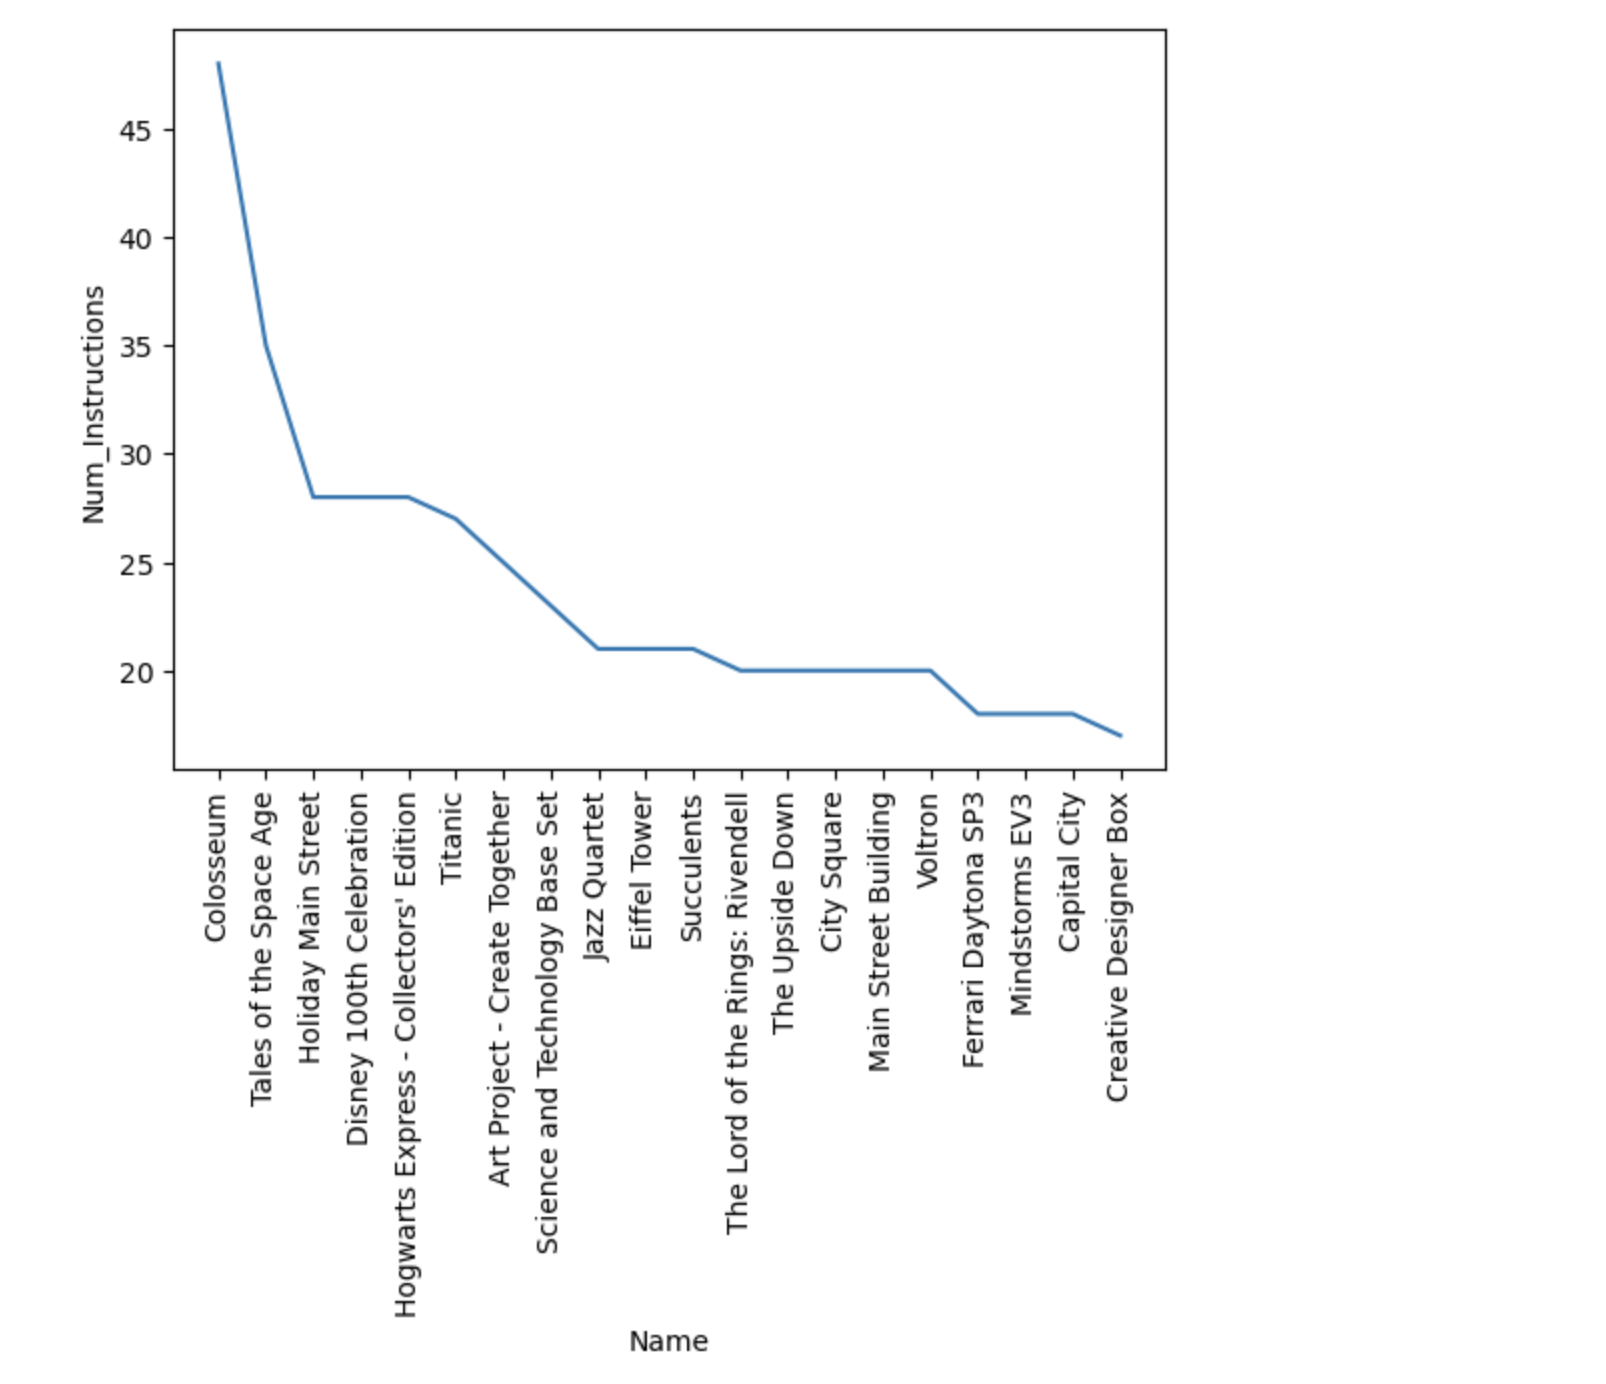 45
40
35
30
25
20
Num_Instructions
Colosseum
Tales of the Space Age
Holiday Main Street
Disney 100th Celebration
Hogwarts Express - Collectors' Edition
Titanic
Art Project - Create Together
Science and Technology Base Set
Jazz Quartet
Eiffel Tower
Succulents
The Lord of the Rings: Rivendell
The Upside Down
City Square
Main Street Building
Voltron
Ferrari Daytona SP3
Mindstorms EV3
Capital City
Creative Designer Box
Name